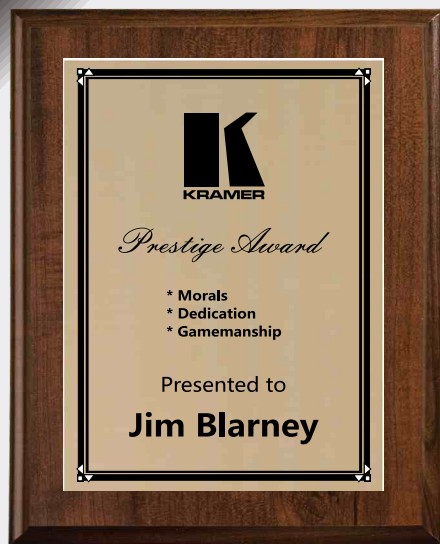 KRAMER
Prestige Award
* Morals
* Dedication
* Gamemanship
Presented to
Jim Blarney